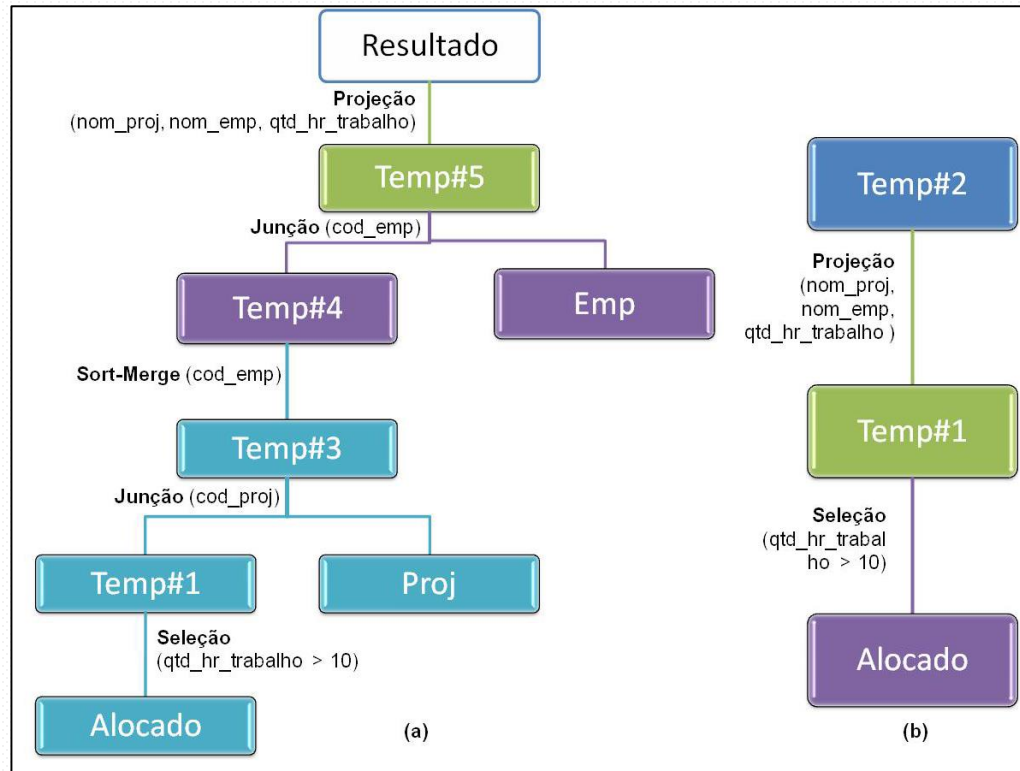 Resultado
Projeção
(nom_proj, nom_emp, qtd_hr_trabalho)
Temp#5
Junção (cod_emp)
Temp#4
Emp
Sort-Merge (cod_emp)
Temp#3
Junção (cod_proj)
Temp#1
Proj
Seleção
(qtd_hr_trabalho > 10)
Alocado
(a)
Temp#2
Projeção
(nom_proj,
nom_emp,
qtd_hr_trabalho )
Temp#1
Seleção
(qtd_hr_trabal
ho > 10)
Alocado
(b)